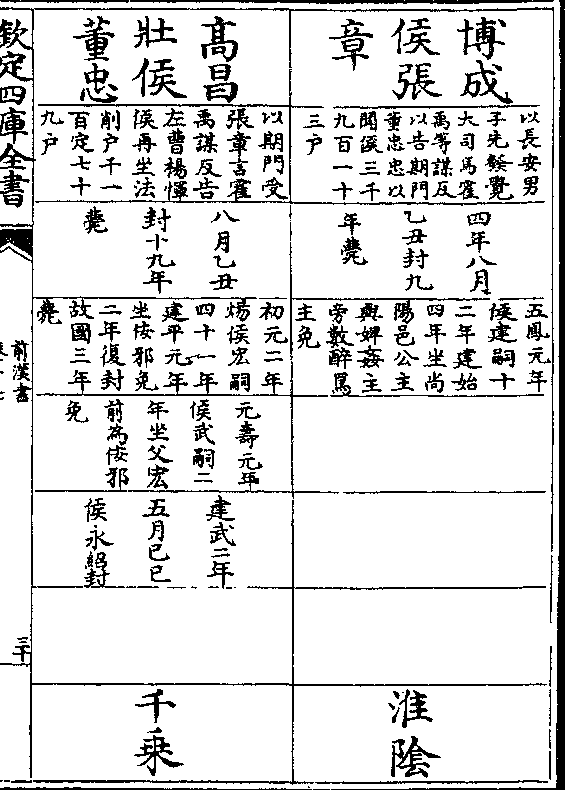 博成
侯張
章
以長安男
子先發覺
大司馬霍
禹等謀反
以告期門
董忠忠以
聞侯三千
九百一十
三户
四年八月
乙丑封九
年薨
五鳳元年
侯建嗣十
二年建始
四年坐尚
陽邑公主
與婢姦主
旁數醉罵
主免
淮隂
髙昌
壯侯
董忠
以期門受
張章言霍
禹謀反告
左曹楊惲
侯再坐法
削户千一
百定七十
九户
八月乙丑
封十九年
薨
初元二年
煬侯宏嗣
四十一年
建平元年
坐佞邪免
二年復封
故國三年
薨
元壽元年
侯武嗣二
年坐父宏
前為佞邪
免
建武二年
五月已已
侯永紹封
千乗
欽定四庫全書
前漢書
三十